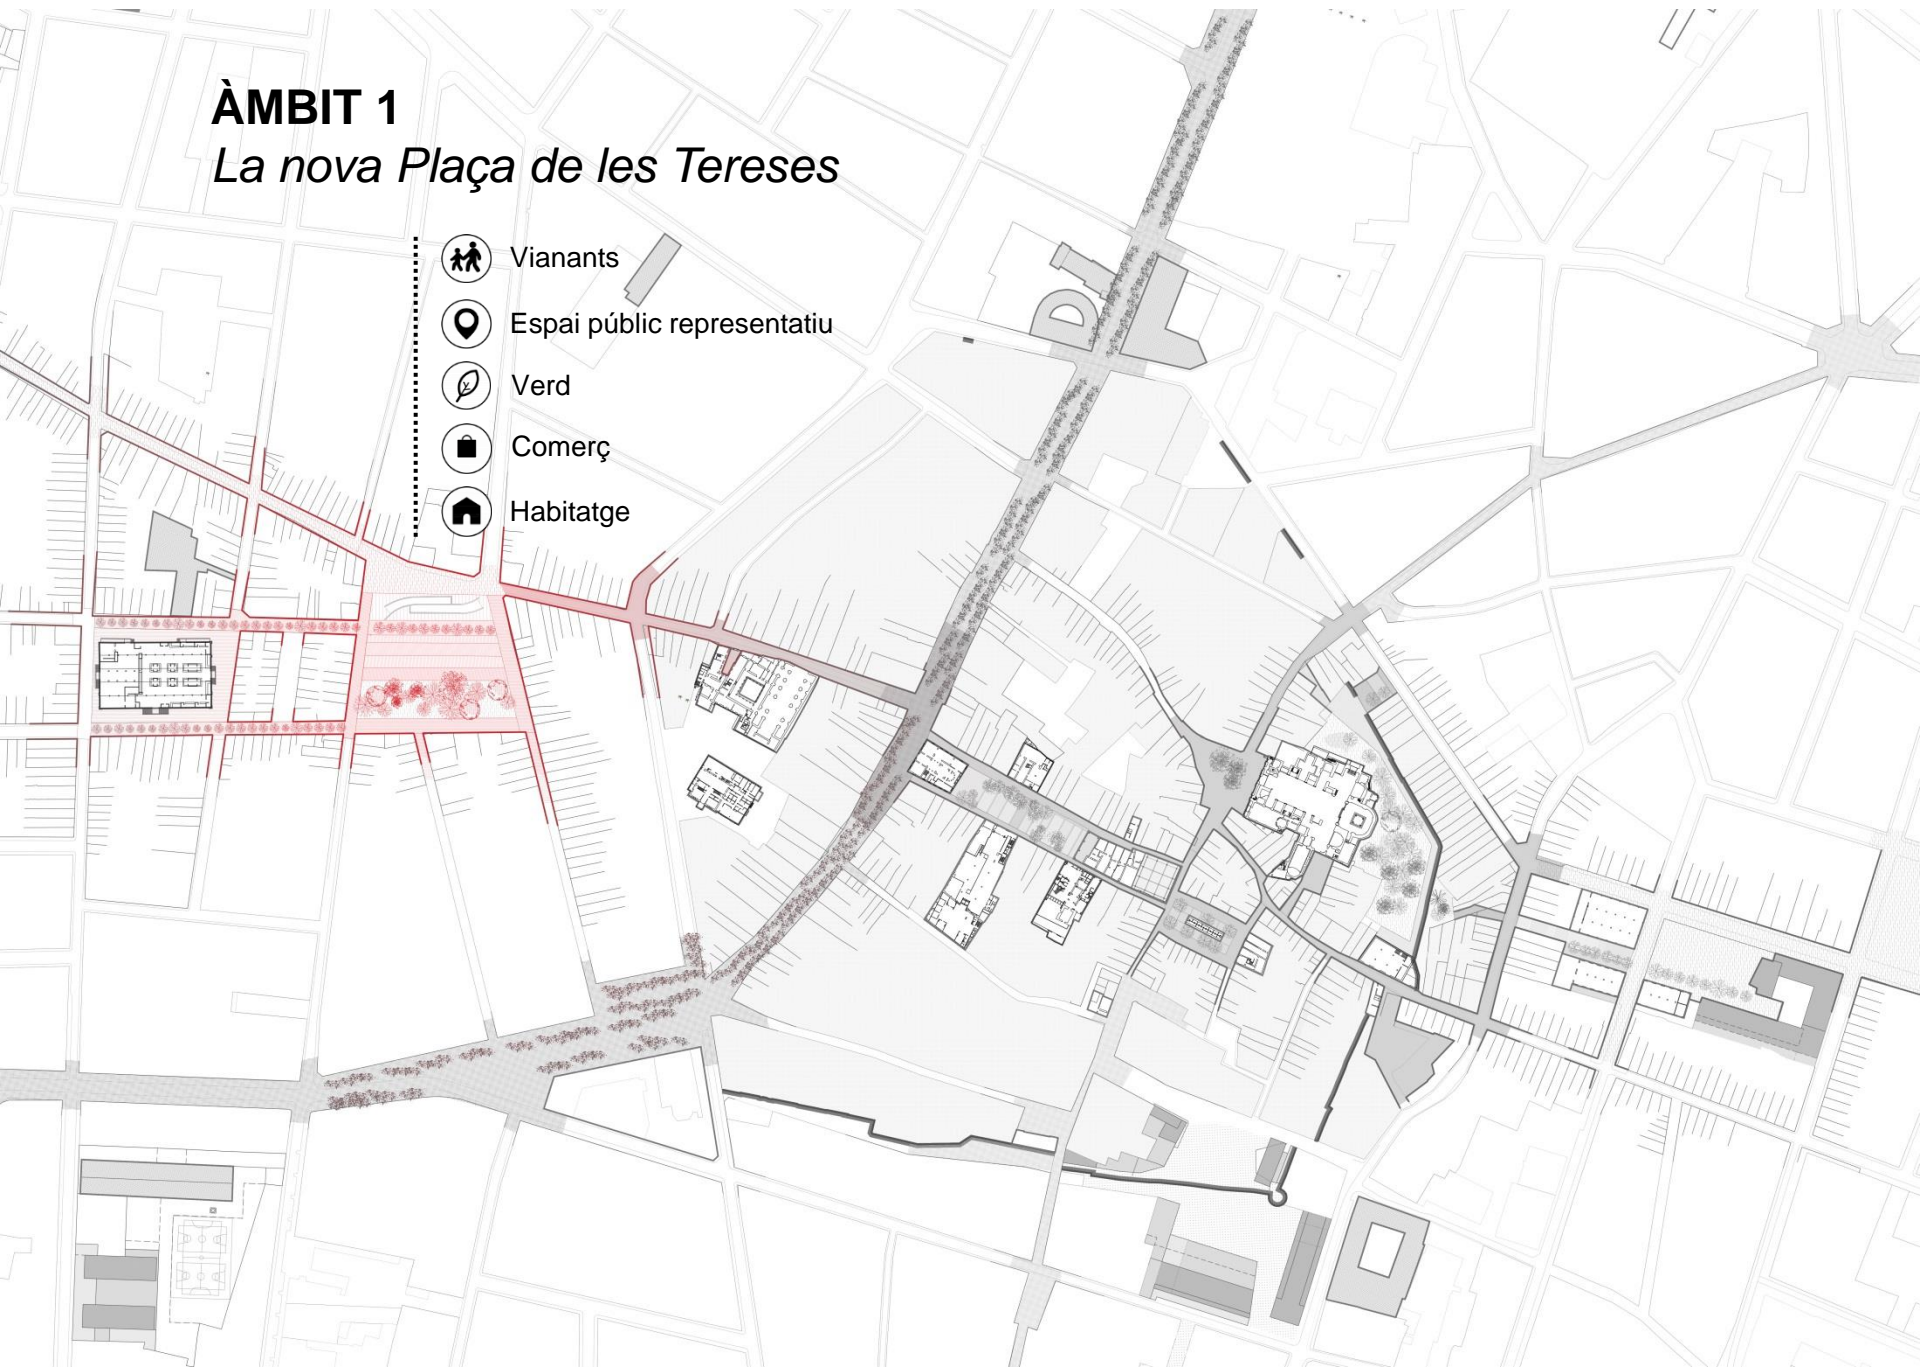 ÀMBIT 1
La nova Plaça de les Tereses
Vianants
Espai públic representatiu
Verd
Comerç
Habitatge